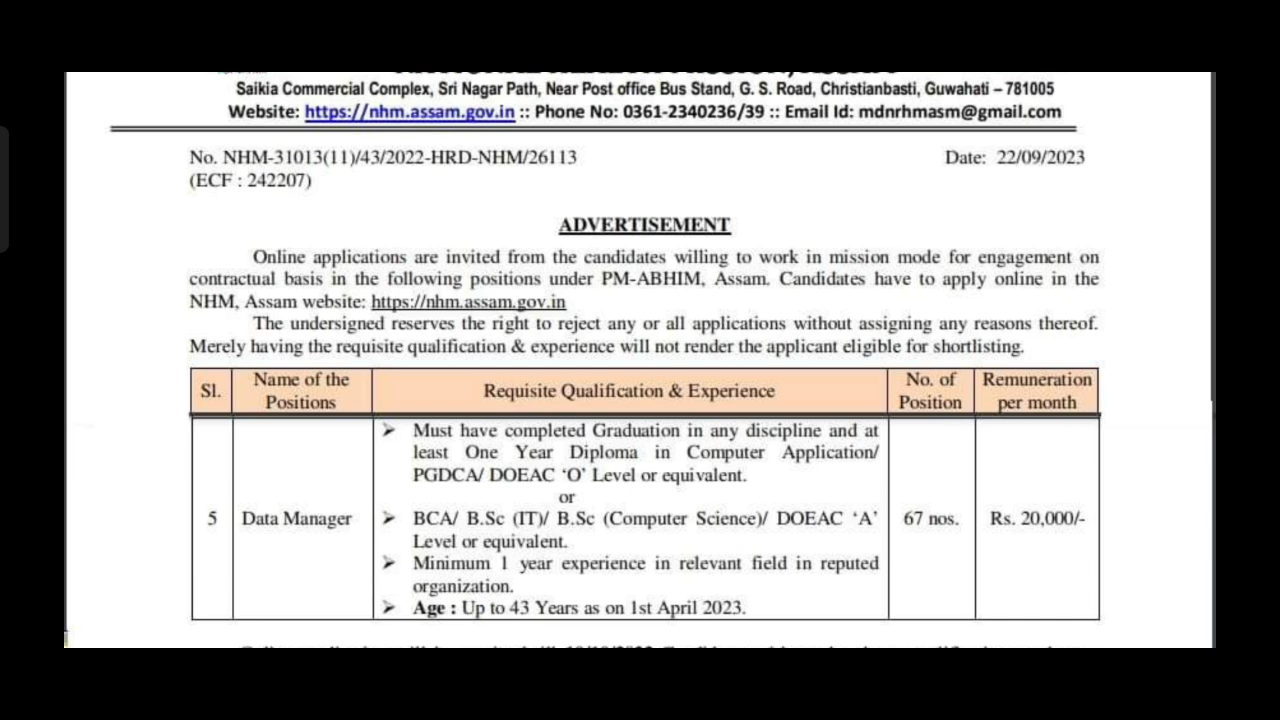 Saikia Commercial Complex, Sri Nagar Path, Near Post office Bus Stand, G. S. Road, Christianbasti, Guwahati – 781005
Website: https://nhm.assam.gov.in :: Phone No: 0361-2340236/39 :: Email Id: mdnrhmasm@gmail.com
No. NHM-31013(11)/43/2022-HRD-NHM/26113 Date: 22/09/2023
(ECF : 242207)
ADVERTISEMENT
Online applications are invited from the candidates willing to work in mission mode for engagement on
contractual basis in the following positions under PM-ABHIM, Assam. Candidates have to apply online in the
NHM, Assam website: https://nhm.assam.gov.in
The undersigned reserves the right to reject any or all applications without assigning any reasons thereof.
Merely having the requisite qualification & experience will not render the applicant eligible for shortlisting.
Sl. Name of the Positions Requisite Qualification & Experience No. of Position Remuneration per month
5 Data Manager
➢ Must have completed Graduation in any discipline and at
least One Year Diploma in Computer Application/
PGDCA/ DOEAC ‘O’ Level or equivalent.
or
➢ BCA/ B.Sc (IT)/ B.Sc (Computer Science)/ DOEAC ‘A’
Level or equivalent.
➢ Minimum 1 year experience in relevant field in reputed
organization.
➢ Age : Up to 43 Years as on 1st April 2023.
67 nos. Rs. 20,000/-